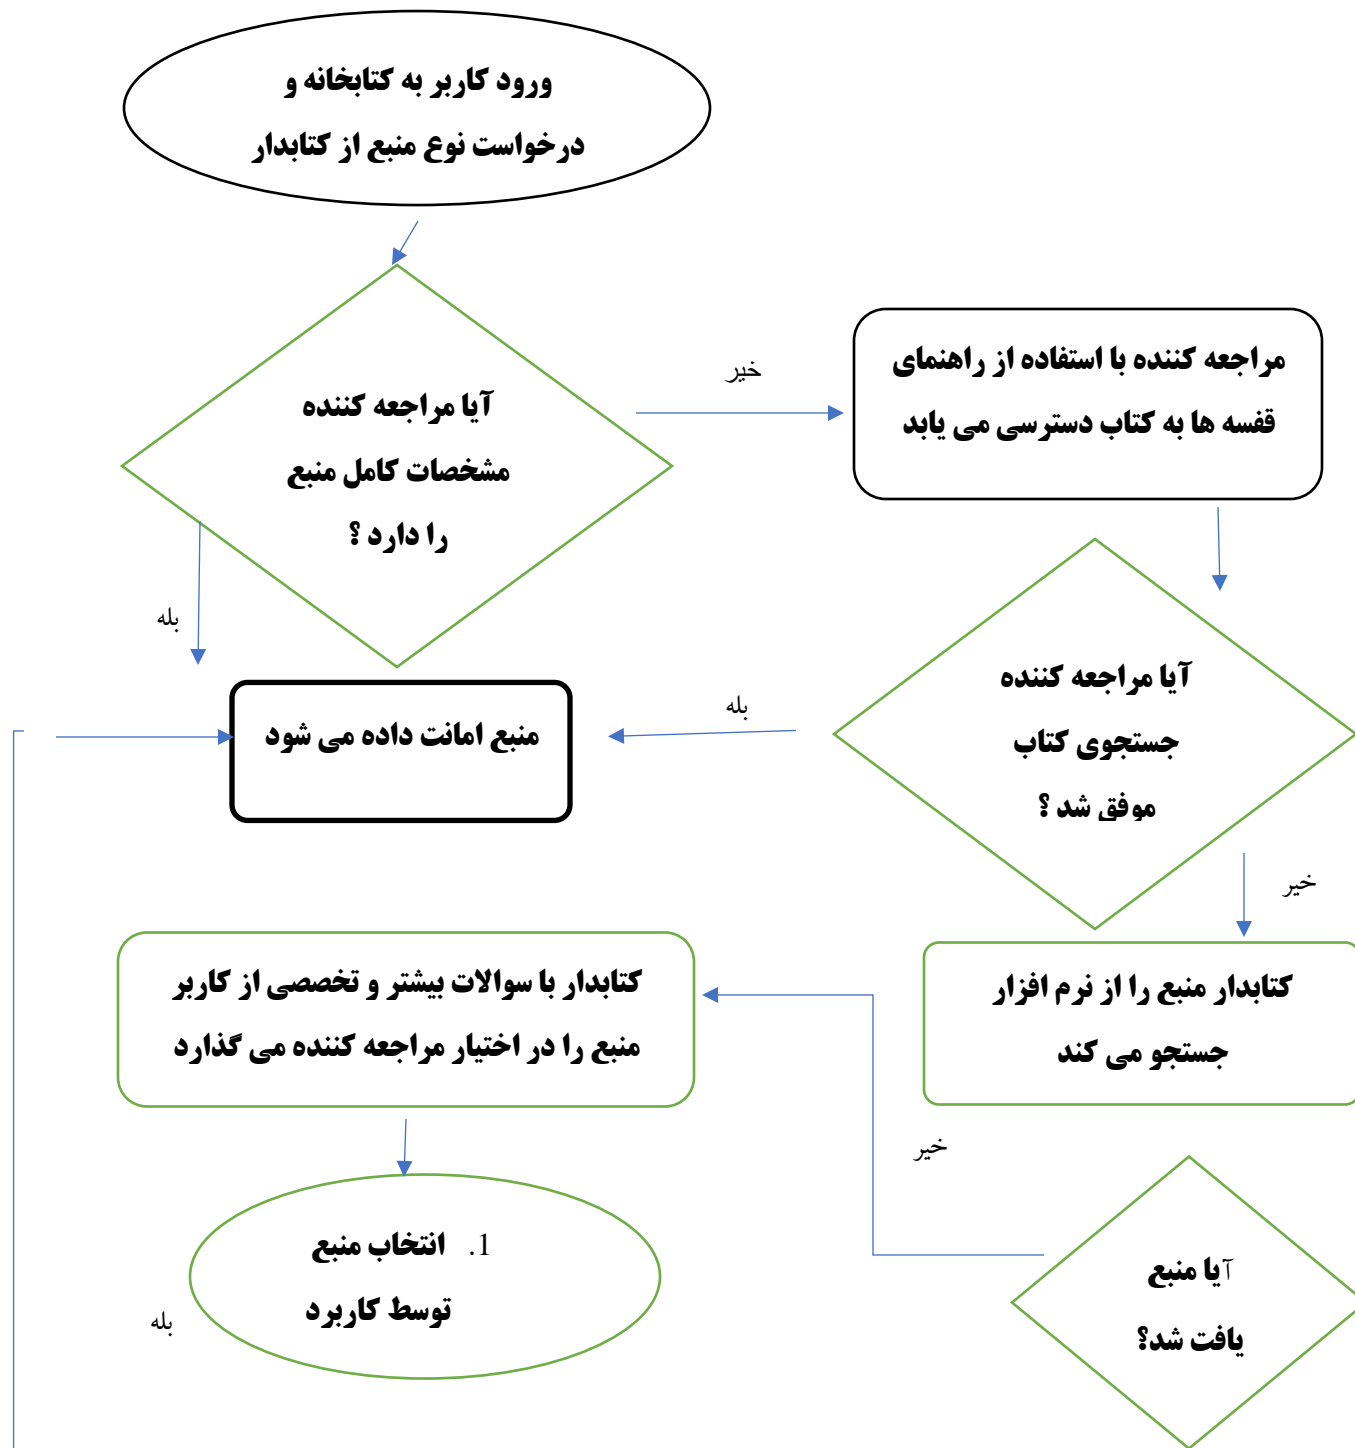 ورود کاربر به کتابخانه و
درخواست نوع منبع از کتابدار
آیا مراجعه کننده
مشخصات کامل منبع
را دارد ؟
خیر
مراجعه کننده با استفاده از راهنمای
قفسه ها به کتاب دسترسی می یابد
بله
منبع امانت داده می شود
بله
آیا مراجعه کننده
جستجوی کتاب
موفق شد ؟
خیر
کتابدار منبع را از نرم افزار
جستجو می کند
کتابدار با سوالات بیشتر و تخصصی از کاربر
منبع را در اختیار مراجعه کننده می گذارد
خیر
آیا منبع
یافت شد؟
1. انتخاب منبع
توسط کاربرد
بله